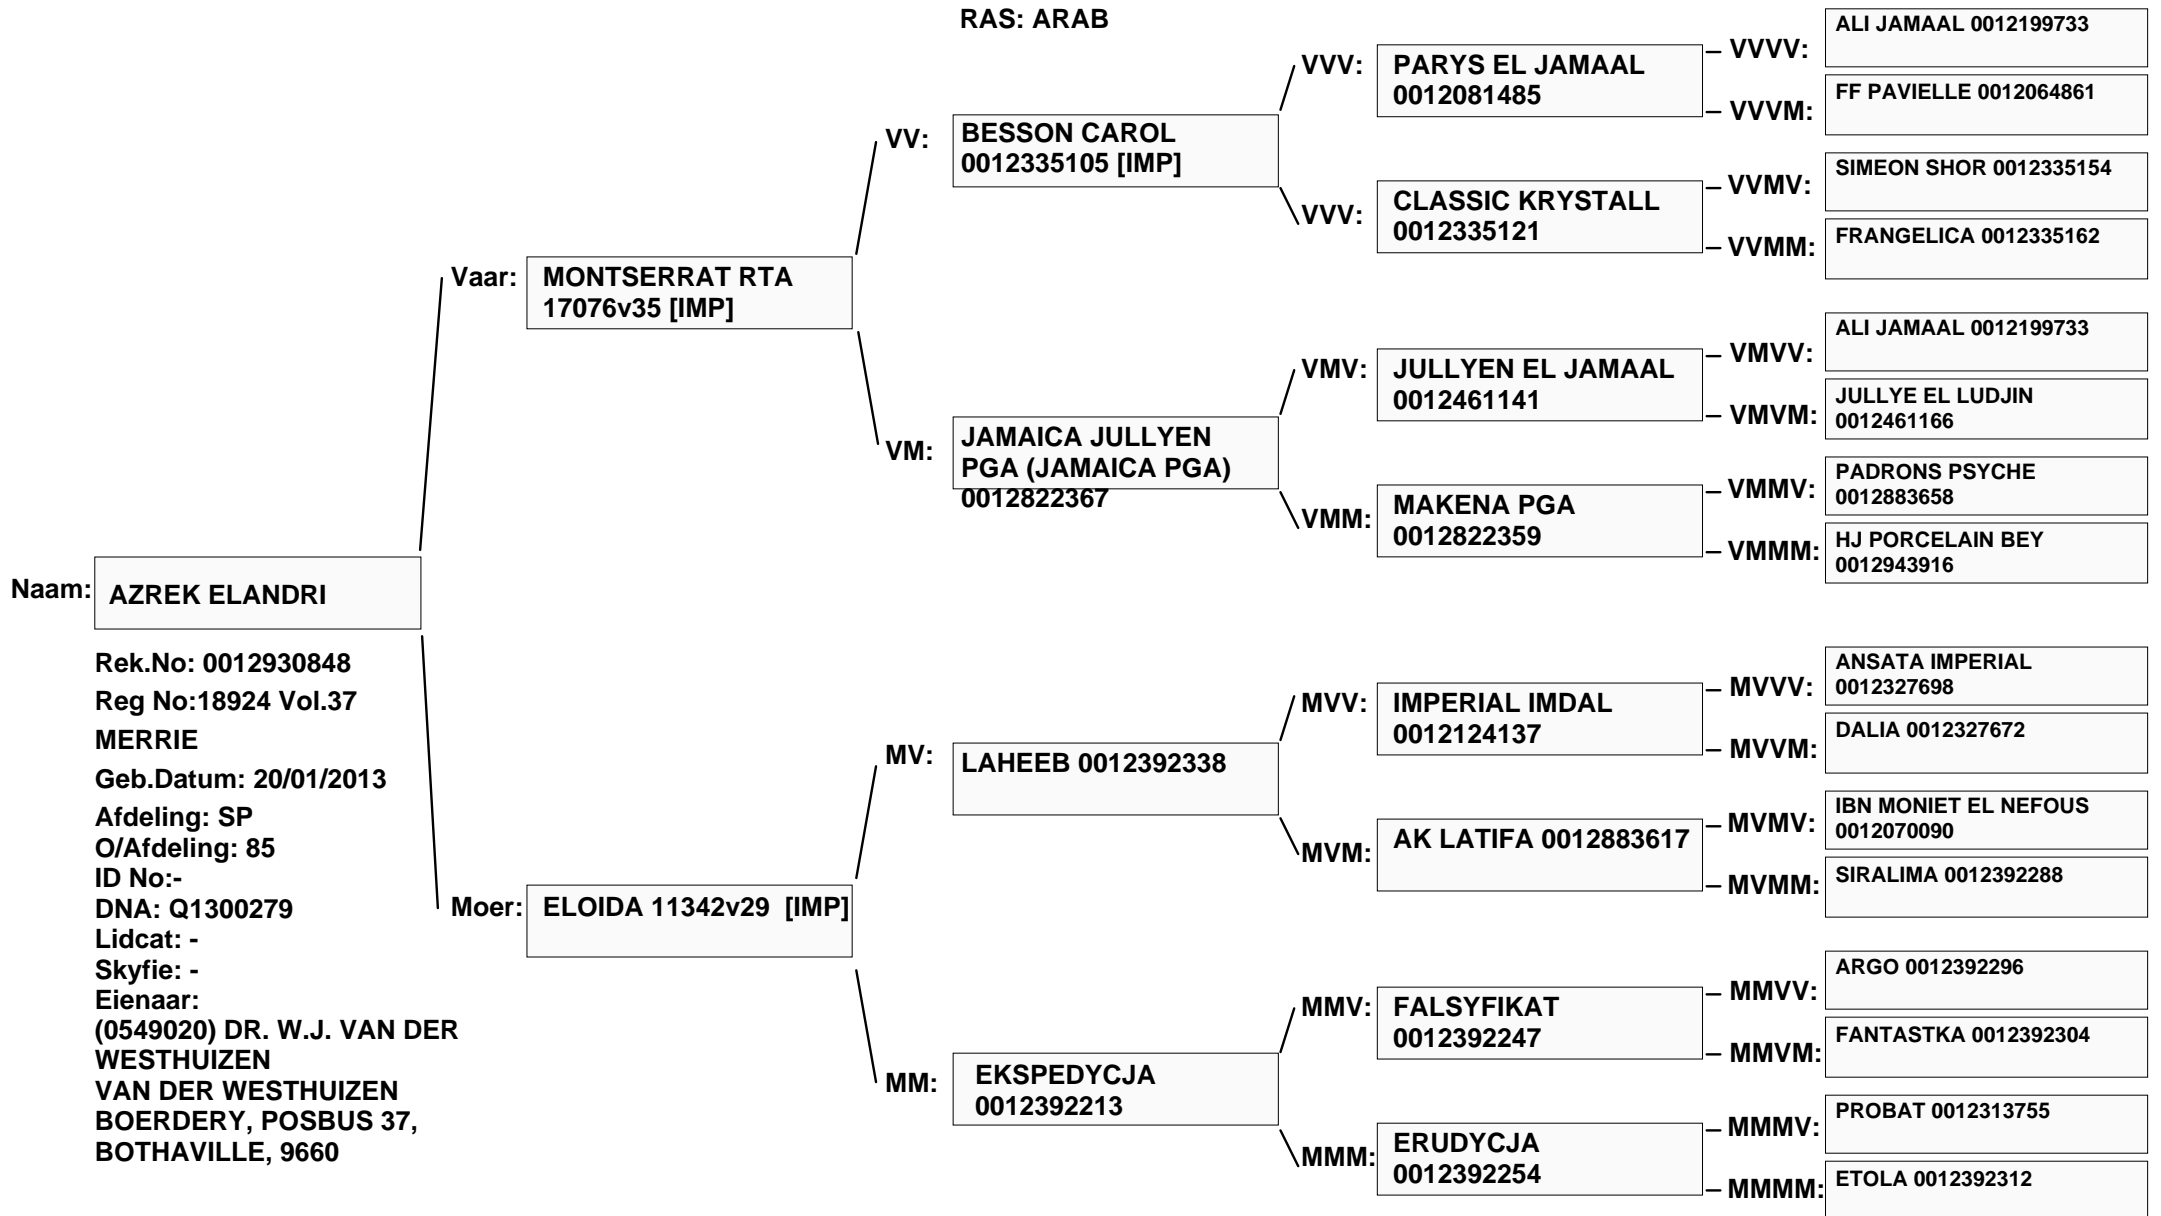 RAS: ARAB
Naam:
AZREK ELANDRI
Rek.No: 0012930848
Reg No:18924 Vol.37
MERRIE
Geb.Datum: 20/01/2013
Afdeling: SP
O/Afdeling: 85
ID No:-
DNA: Q1300279
Lidcat: -
Skyfie: -
Eienaar:
(0549020) DR. W.J. VAN DER
WESTHUIZEN
VAN DER WESTHUIZEN
BOERDERY, POSBUS 37,
BOTHAVILLE, 9660
Vaar:
MONTSERRAT RTA
17076v35 [IMP]
Moer:
ELOIDA 11342v29 [IMP]
VV:
BESSON CAROL
0012335105 [IMP]
VM:
JAMAICA JULLYEN
PGA (JAMAICA PGA)
0012822367
MV:
LAHEEB 0012392338
MM:
EKSPEDYCJA
0012392213
VVV:
PARYS EL JAMAAL
0012081485
VVV:
CLASSIC KRYSTALL
0012335121
VMV:
JULLYEN EL JAMAAL
0012461141
VMM:
MAKENA PGA
0012822359
MVV:
IMPERIAL IMDAL
0012124137
MVM:
AK LATIFA 0012883617
MMV:
FALSYFIKAT
0012392247
MMM:
ERUDYCJA
0012392254
VVVV:
ALI JAMAAL 0012199733
VVVM:
FF PAVIELLE 0012064861
VVMV:
SIMEON SHOR 0012335154
VVMM:
FRANGELICA 0012335162
VMVV:
ALI JAMAAL 0012199733
VMVM:
JULLYE EL LUDJIN
0012461166
VMMV:
PADRONS PSYCHE
0012883658
VMMM:
HJ PORCELAIN BEY
0012943916
MVVV:
ANSATA IMPERIAL
0012327698
MVVM:
DALIA 0012327672
MVMV:
IBN MONIET EL NEFOUS
0012070090
MVMM:
SIRALIMA 0012392288
MMVV:
ARGO 0012392296
MMVM:
FANTASTKA 0012392304
MMMV:
PROBAT 0012313755
MMMM:
ETOLA 0012392312